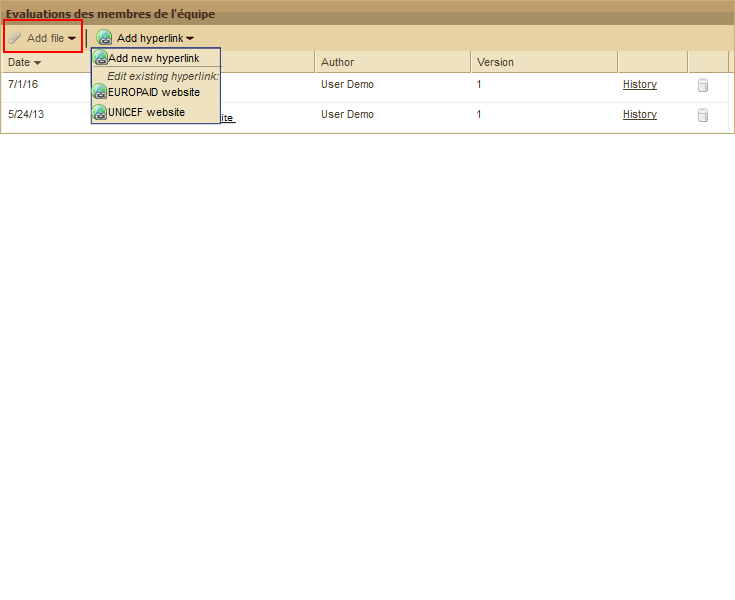 Evaluations des membres de l'équipe
Add file Add hyperlink
Add new hyperlink
Edit existing hyperlink:
EUROPAID website
UNICEF website
Date Author Version
7/1/16 User Demo 1 History
5/24/13 ite User Demo 1 History